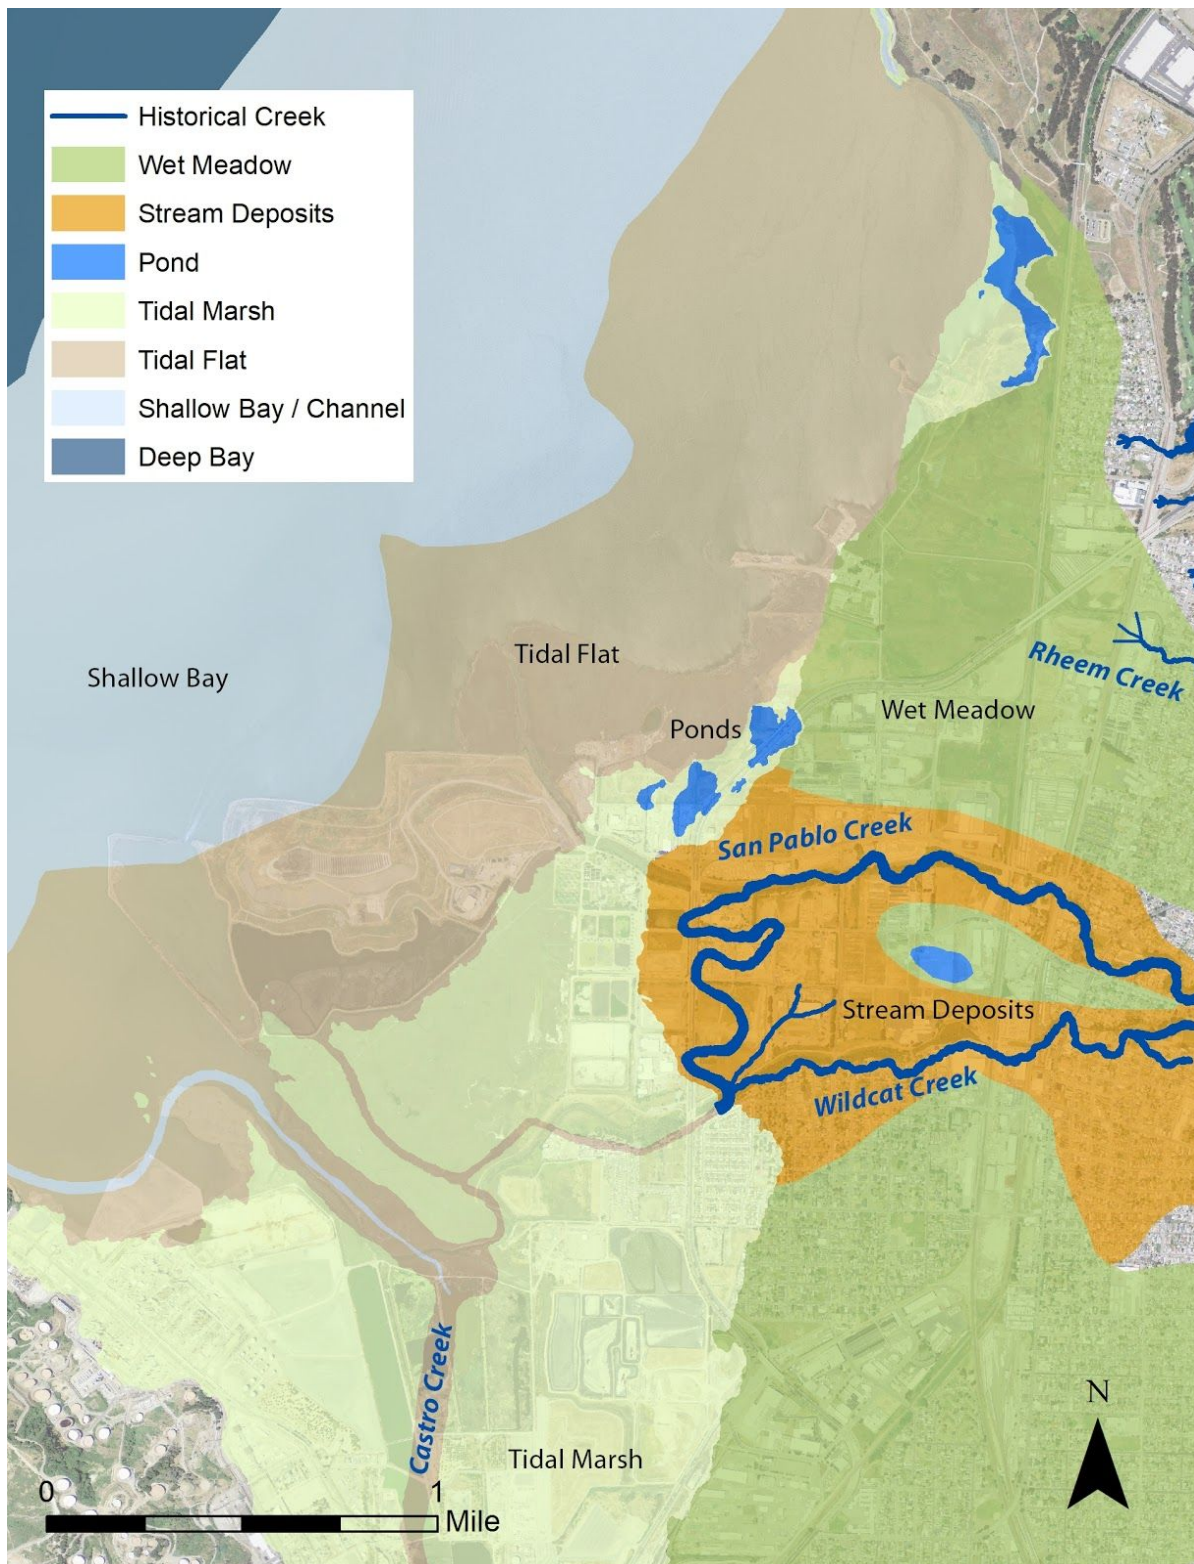 Historical Creek
Wet Meadow
Stream Deposits
Pond
Tidal Marsh
Tidal Flat
Shallow Bay / Channel
Deep Bay
Tidal Flat
Shallow Bay
Rheem Creek
Wet Meadow
Ponds
San Pablo Creek
Stream Deposits
Wildcat Creek
Castro Creek
N
Tidal Marsh
0 1
Mile